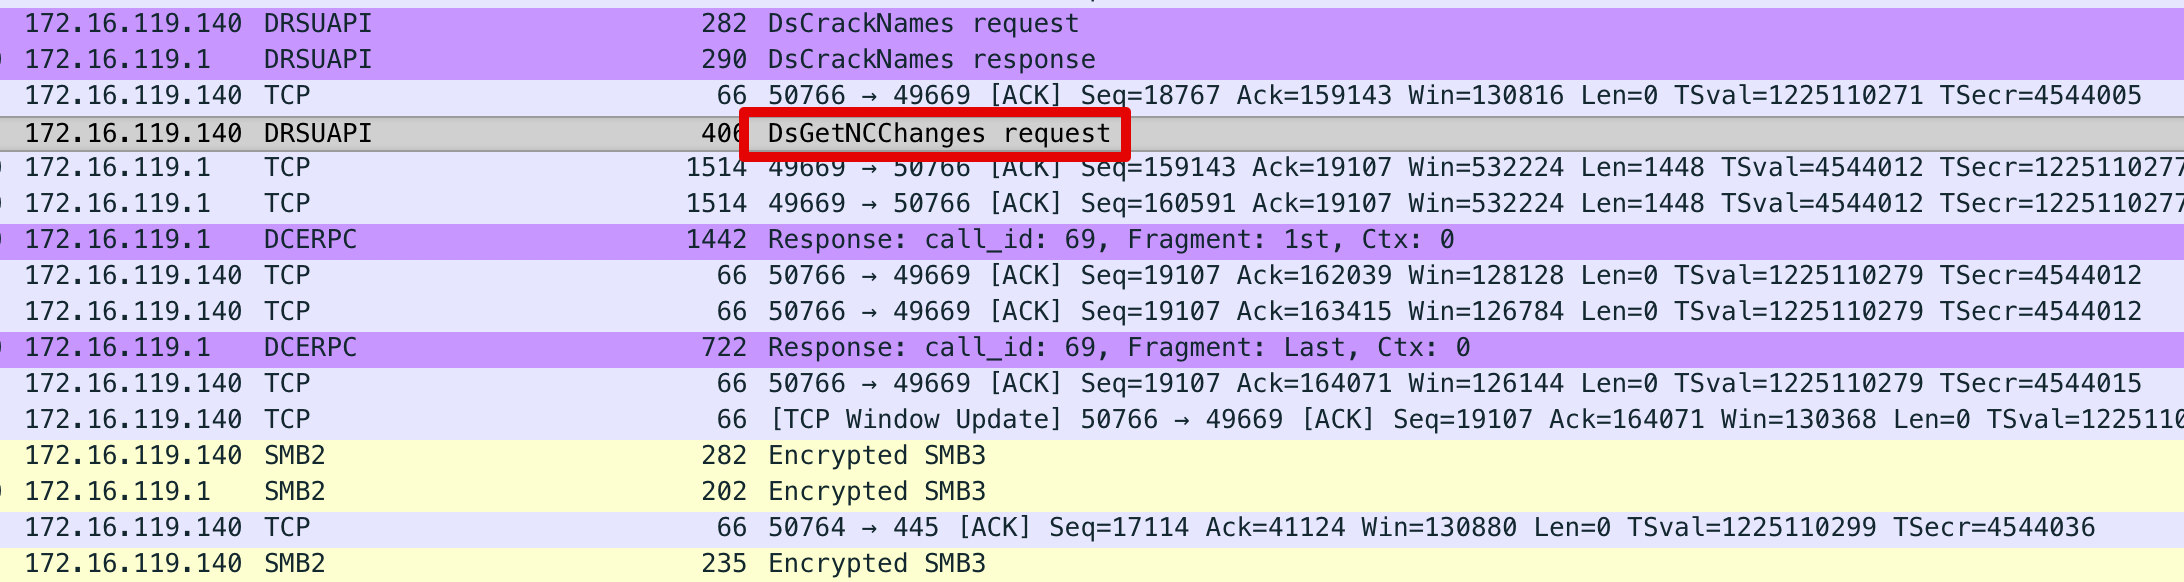 172.16.119.140 DRSUAPI 282 DsCrackNames request
172.16.119.1 DRSUAPI 290 DsCrackNames response
172.16.119.140 TCP 66 50766 → 49669 [ACK] Seq=18767 Ack=159143 Win=130816 Len=0 TSval=1225110271 TSecr=4544005
172.16.119.140 DRSUAPI 406 DsGetNCChanges request
172.16.119.1 TCP 1514 49669 → 50766 [ACK] Seq=159143 Ack=19107 Win=532224 Len=1448 TSval=4544012 TSecr=1225110277
172.16.119.1 TCP 1514 49669 → 50766 [ACK] Seq=160591 Ack=19107 Win=532224 Len=1448 TSval=4544012 TSecr=1225110277
172.16.119.1 DCERPC 1442 Response: call_id: 69, Fragment: 1st, Ctx: 0
172.16.119.140 TCP 66 50766 → 49669 [ACK] Seq=19107 Ack=162039 Win=128128 Len=0 TSval=1225110279 TSecr=4544012
172.16.119.140 TCP 66 50766 → 49669 [ACK] Seq=19107 Ack=163415 Win=126784 Len=0 TSval=1225110279 TSecr=4544012
172.16.119.1 DCERPC 722 Response: call_id: 69, Fragment: Last, Ctx: 0
172.16.119.140 TCP 66 50766 → 49669 [ACK] Seq=19107 Ack=164071 Win=126144 Len=0 TSval=1225110279 TSecr=4544015
172.16.119.140 TCP 66 [TCP Window Update] 50766 → 49669 [ACK] Seq=19107 Ack=164071 Win=130368 Len=0 TSval=1225110
172.16.119.140 SMB2 282 Encrypted SMB3
172.16.119.1 SMB2 202 Encrypted SMB3
172.16.119.140 TCP 66 50764 → 445 [ACK] Seq=17114 Ack=41124 Win=130880 Len=0 TSval=1225110299 TSecr=4544036
172.16.119.140 SMB2 235 Encrypted SMB3